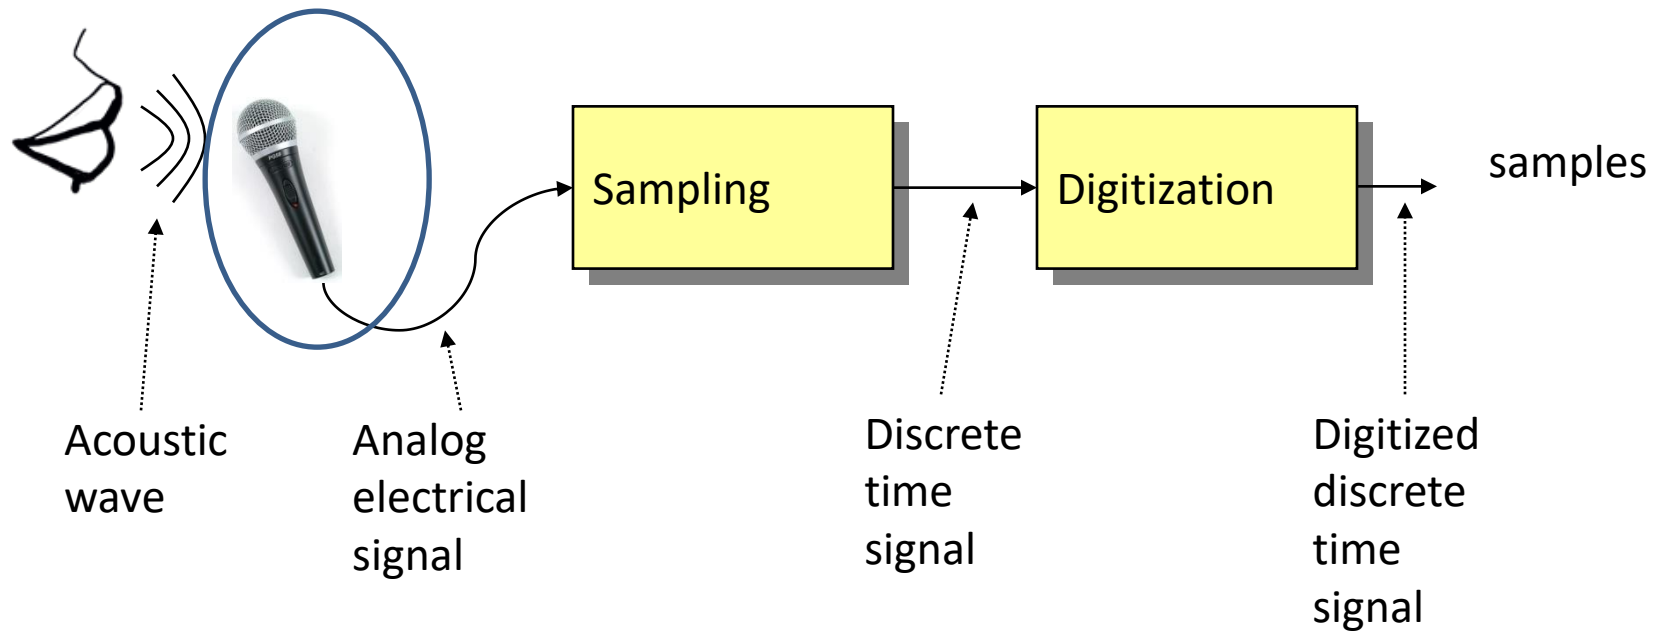 Sampling
Digitization
samples
Acoustic
wave
Analog
electrical
signal
Discrete
time
signal
Digitized
discrete
time
signal